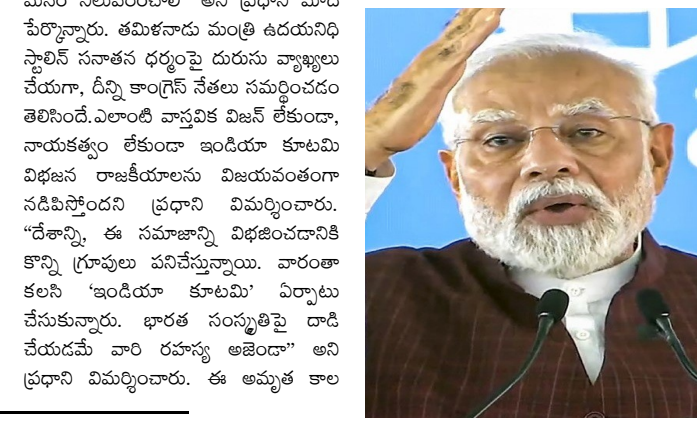 పేర్కొన్నారు. తమిళనాడు మంత్రి ఉదయనిధి
స్టాలిన్ సనాతన ధర్మంపై దురుసు వ్యాఖ్యలు
చేయగా, దీన్ని కాంగ్రెస్ నేతలు సమర్థించడం
తెలిసిందే.ఎలాంటి వాస్తవిక విజన్ లేకుండా,
నాయకత్వం లేకుండా ఇండియా కూటమి
విభజన రాజకీయాలను విజయవంతంగా
నడిపిస్తోందని ప్రధాని విమర్శించారు.
“దేశాన్ని, ఈ సమాజాన్ని విభజించడానికి
కొన్ని గ్రూపులు పనిచేస్తున్నాయి. వారంతా
కలసి ‘ఇండియా కూటమి’ ఏర్పాటు
చేసుకున్నారు. భారత సంస్కృతిపై దాడి
చేయడమే వారి రహస్య అజెండా” అని
ప్రధాని విమర్శించారు. ఈ అమృత కాల